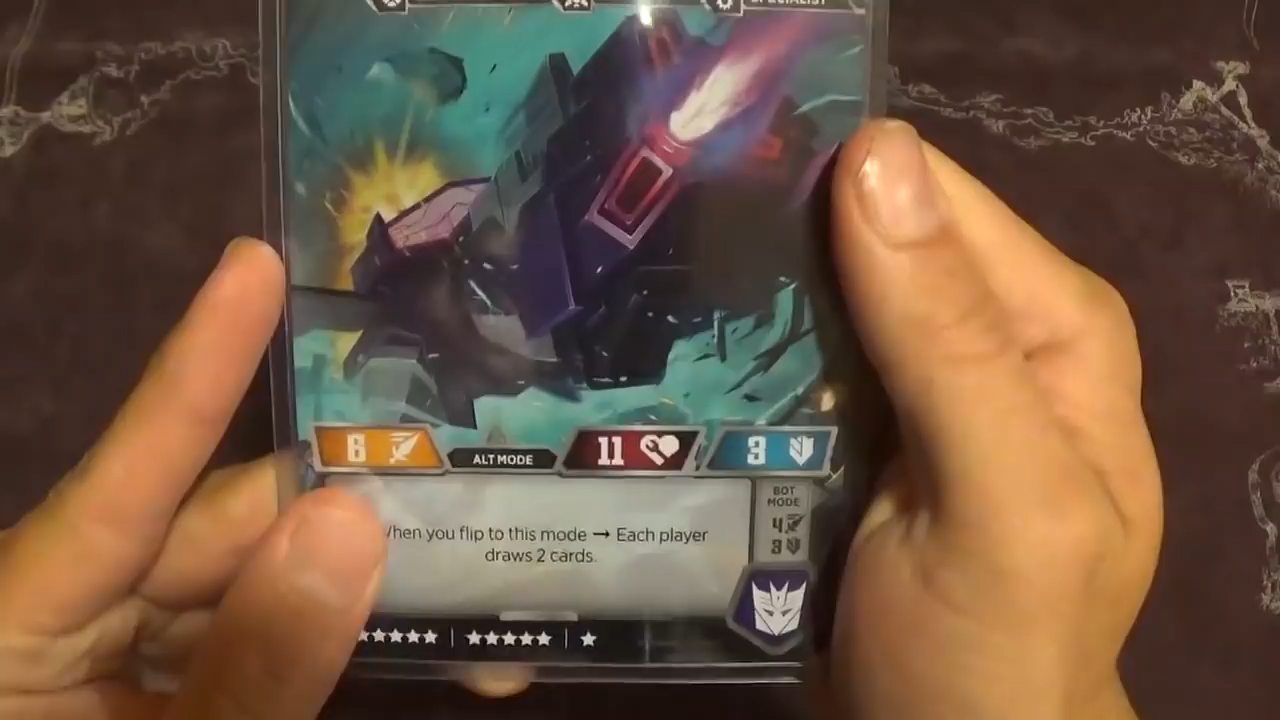 SPECIALIST
6
ALT MODE
11
3
BOT
MODE
4
3
hen you flip to this mode → Each player
draws 2 cards.